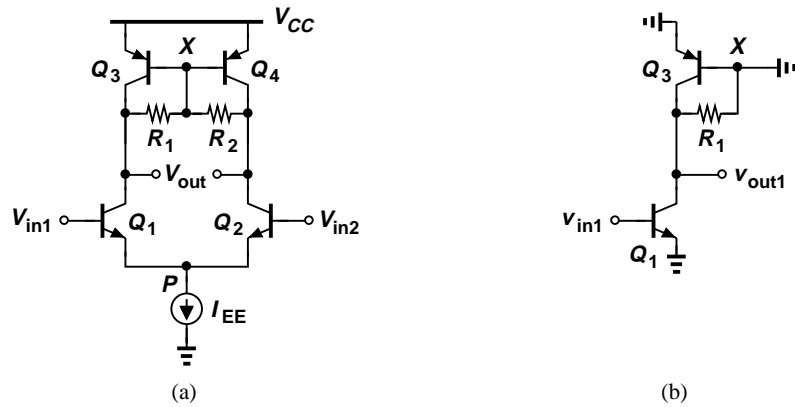 V_CC
X
X
Q_3
Q_4
Q_3
R_1
R_2
R_1
V_out
v_out1
V_in1
Q_1
Q_2
V_in2
v_in1
Q_1
P
I_EE
(a)
(b)